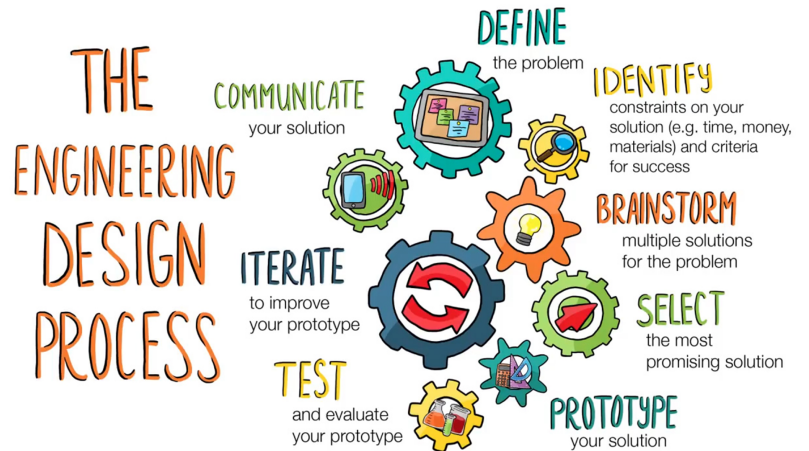 THE
ENGINEERING
DESIGN
PROCESS
DEFINE
the problem
IDENTIFY
constraints on your
solution (e.g. time, money,
materials) and criteria
for success
BRAINSTORM
multiple solutions
for the problem
SELECT
the most
promising solution
PROTOTYPE
your solution
TEST
and evaluate
your prototype
ITERATE
to improve
your prototype
COMMUNICATE
your solution